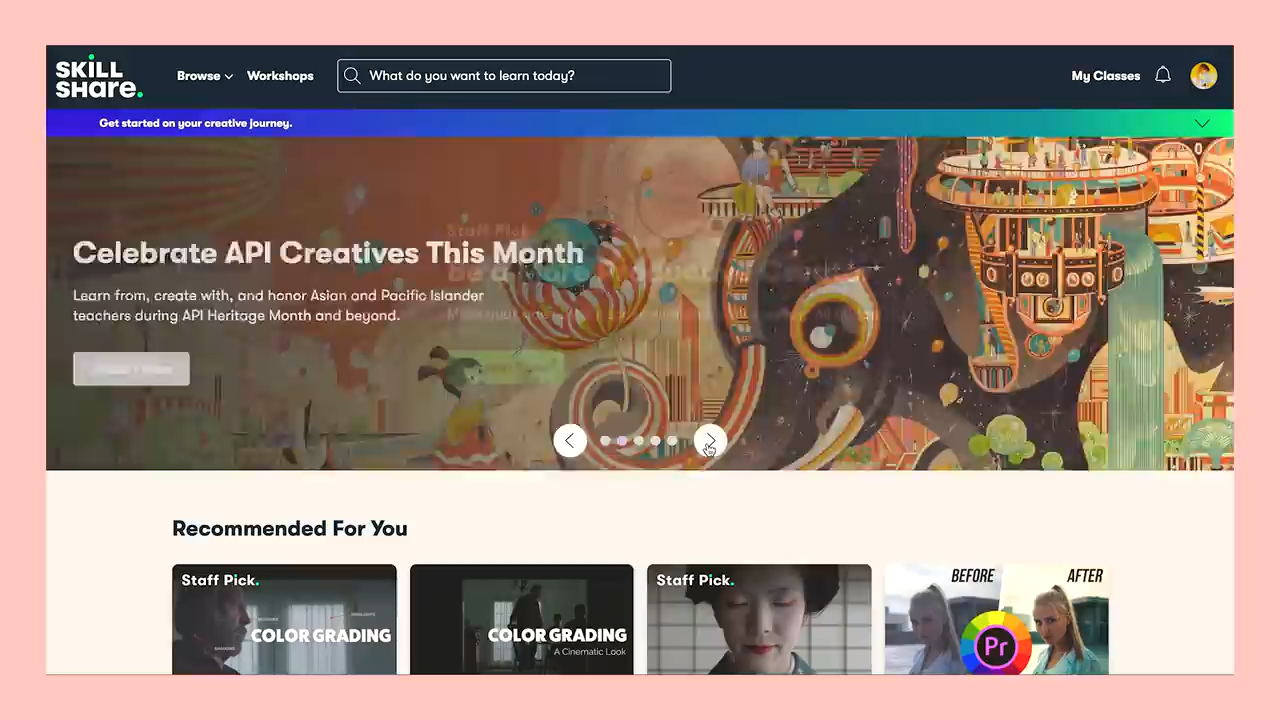 SKILL
SHare.
Browse
Workshops
What do you want to learn today?
My Classes
Get started on your creative journey.
Staff Pick
Celebrate API Creatives This Month
Learn from, create with, and honor Asian and Pacific Islander
teachers during API Heritage Month and beyond.
Recommended For You
Staff Pick.
COLOR GRADING
COLOR GRADING
A Cinematic Look
Staff Pick.
BEFORE
AFTER
Pr